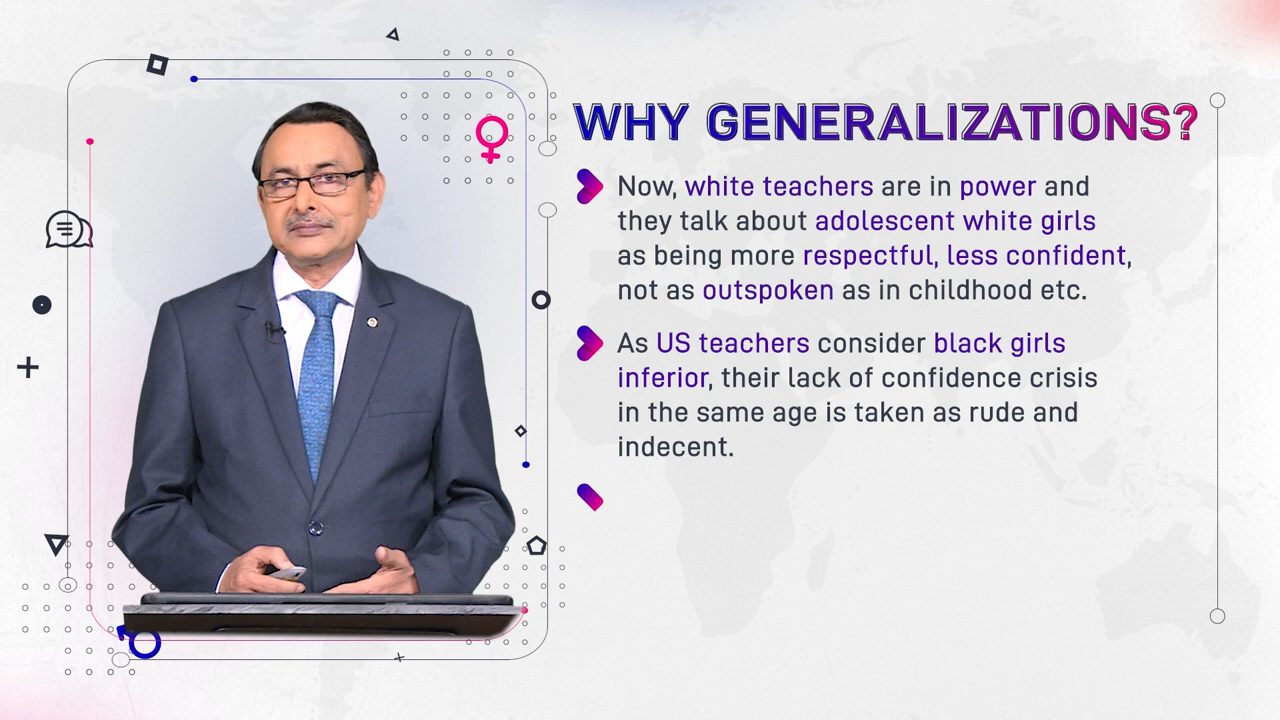 WHY GENERALIZATIONS?
Now, white teachers are in power and
they talk about adolescent white girls
as being more respectful, less confident,
not as outspoken as in childhood etc.
As US teachers consider black girls
inferior, their lack of confidence crisis
in the same age is taken as rude and
indecent.